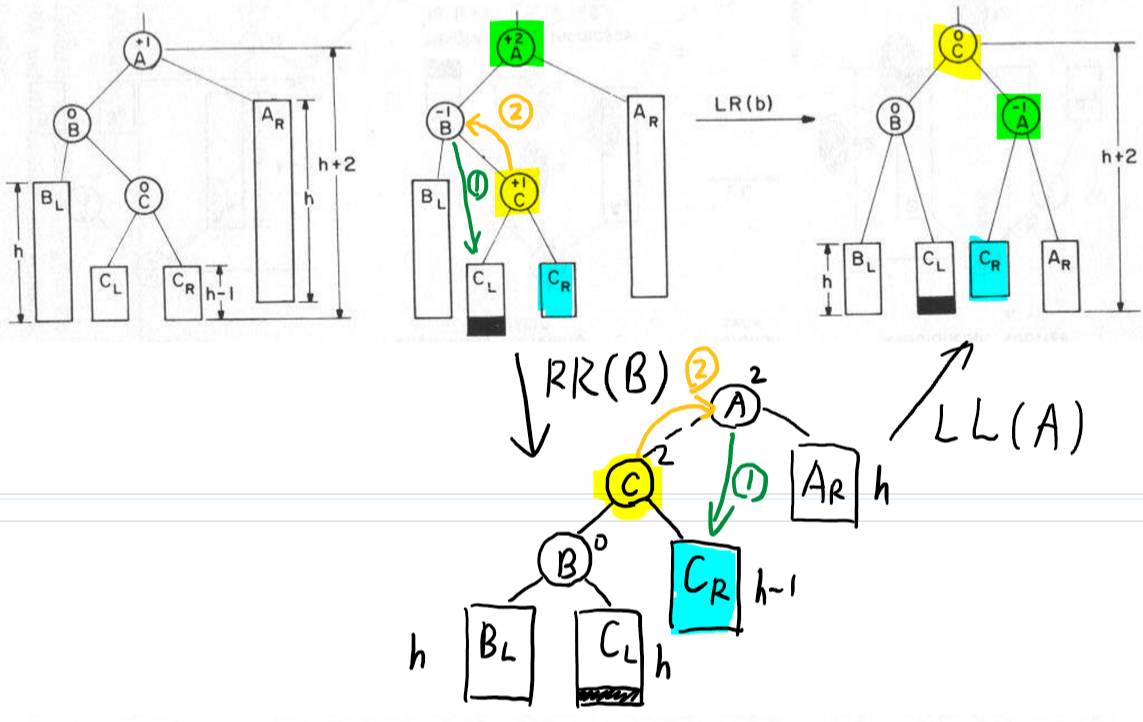 +1
A
0
B
0
C
B_L
C_L
C_R
A_R
h
h-1
h
h+2
+2
A
-1
B
②
①
+1
C
B_L
C_L
C_R
A_R
LR(b)
0
C
0
B
-1
A
B_L
C_L
C_R
A_R
h
h+2
RR(B)
②
A
2
C
2
①
A_R
h
LL(A)
B
0
C_R
h-1
h
B_L
C_L
h